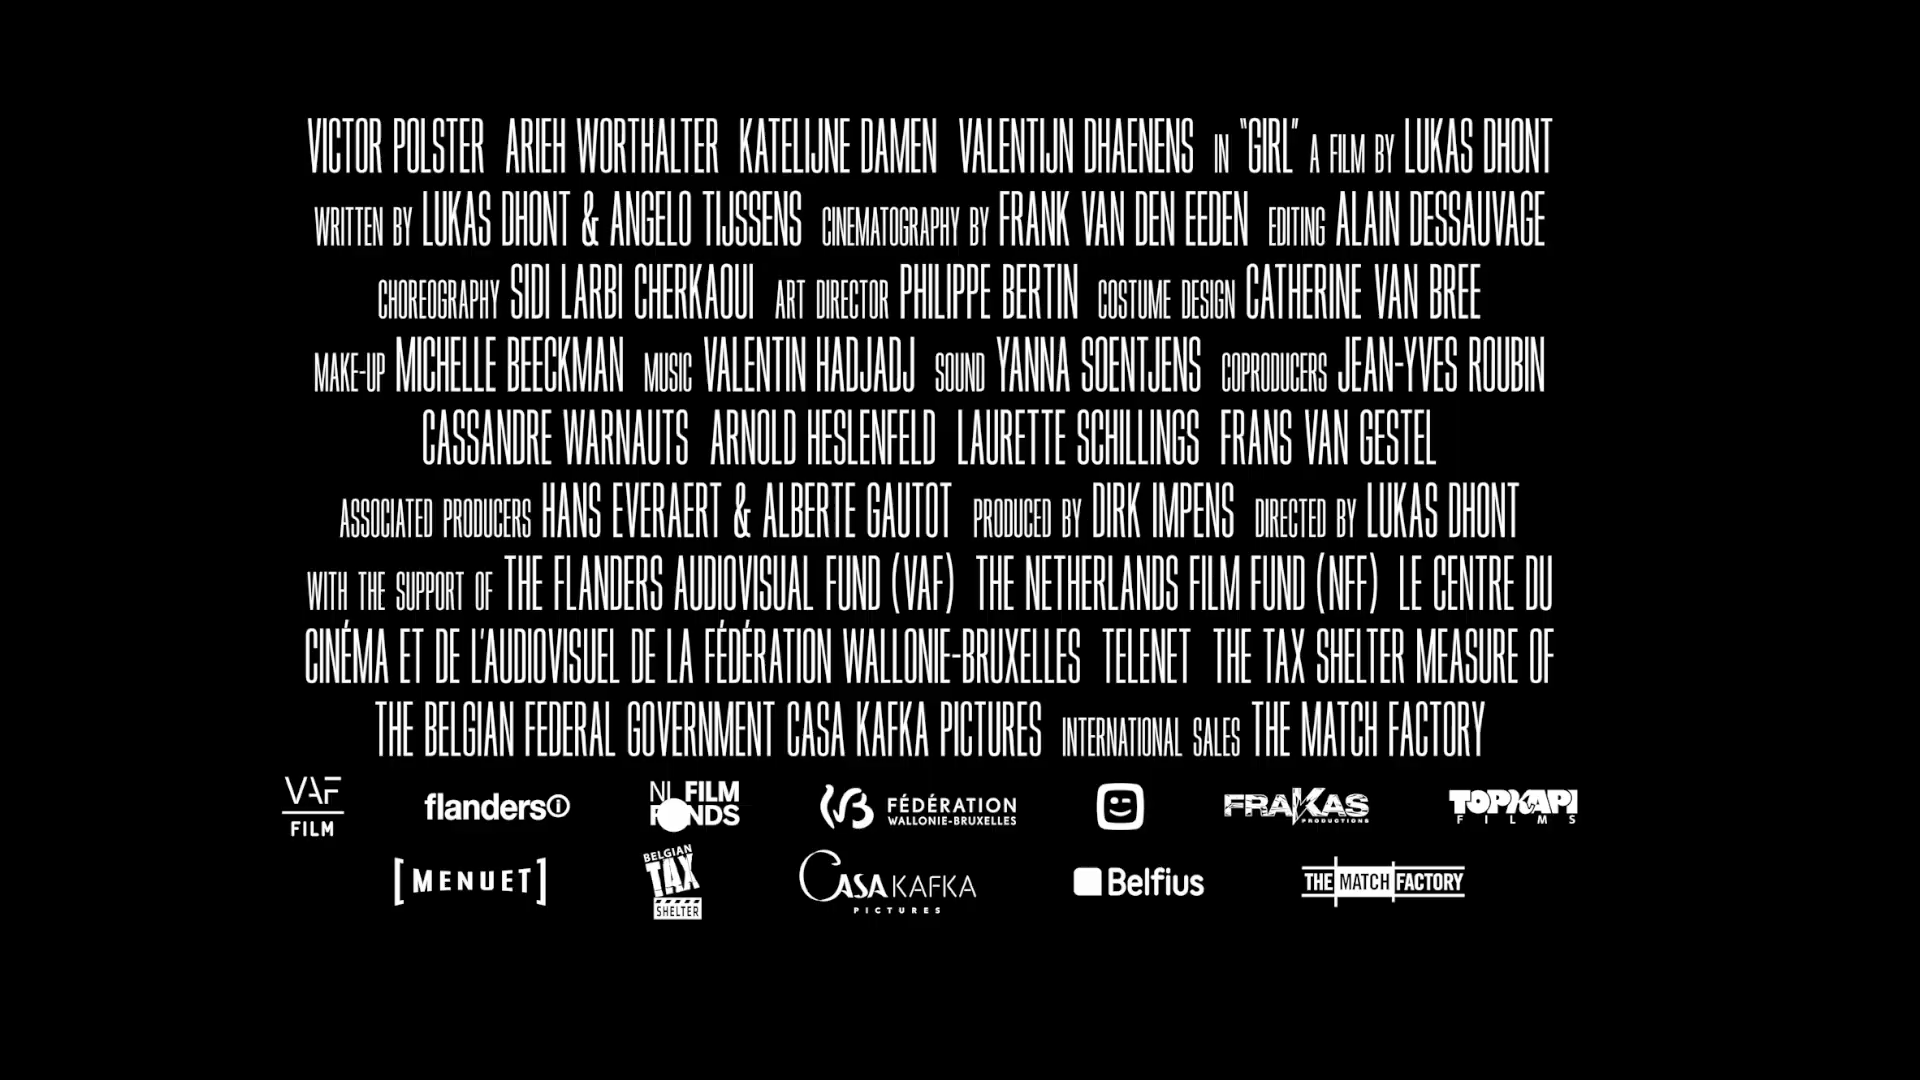 VICTOR POLSTER ARIEH WORTHALTER KATELIJNE DAMEN VALENTIJN DHAENENS IN "GIRL" A FILM BY LUKAS DHONT
WRITTEN BY LUKAS DHONT & ANGELO TIJSSENS CINEMATOGRAPHY BY FRANK VAN DEN EEDEN EDITING ALAIN DESSAUVAGE
CHOREOGRAPHY SIDI LARBI CHERKAOUI ART DIRECTOR PHILIPPE BERTIN COSTUME DESIGN CATHERINE VAN BREE
MAKE-UP MICHELLE BEECKMAN MUSIC VALENTIN HADJADJ SOUND YANNA SOENTJENS COPRODUCERS JEAN-YVES ROUBIN
CASSANDRE WARNAUTS ARNOLD HESLENFELD LAURETTE SCHILLINGS FRANS VAN GESTEL
ASSOCIATED PRODUCERS HANS EVERAERT & ALBERTE GAUTOT PRODUCED BY DIRK IMPENS DIRECTED BY LUKAS DHONT
WITH THE SUPPORT OF THE FLANDERS AUDIOVISUAL FUND (VAF) THE NETHERLANDS FILM FUND (NFF) LE CENTRE DU
CINÉMA ET DE L'AUDIOVISUEL DE LA FÉDÉRATION WALLONIE-BRUXELLES TELENET THE TAX SHELTER MEASURE OF
THE BELGIAN FEDERAL GOVERNMENT CASA KAFKA PICTURES INTERNATIONAL SALES THE MATCH FACTORY
VAF
FILM
flandersi
NL FILM
FONDS
FÉDÉRATION
WALLONIE-BRUXELLES
FRAKAS
PRODUCTIONS
TOPKAPI
FILMS
[MENUET]
BELGIAN
TAX
SHELTER
CASA KAFKA
PICTURES
Belfius
THE MATCH FACTORY